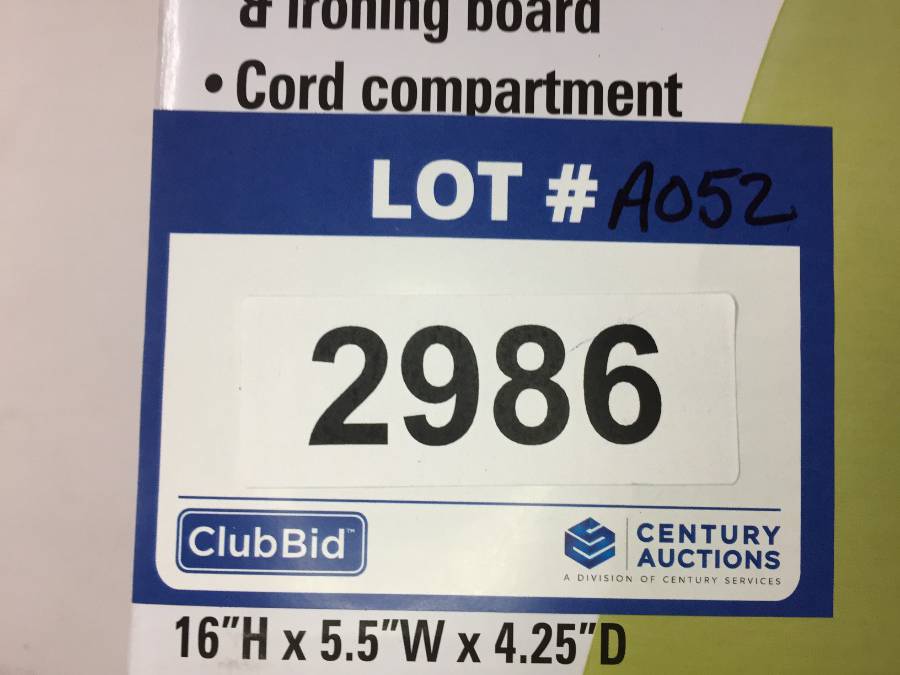 & ironing board
• Cord compartment
LOT # A052
2986
ClubBid™
CENTURY
AUCTIONS
A DIVISION OF CENTURY SERVICES
16"H x 5.5"W x 4.25"D